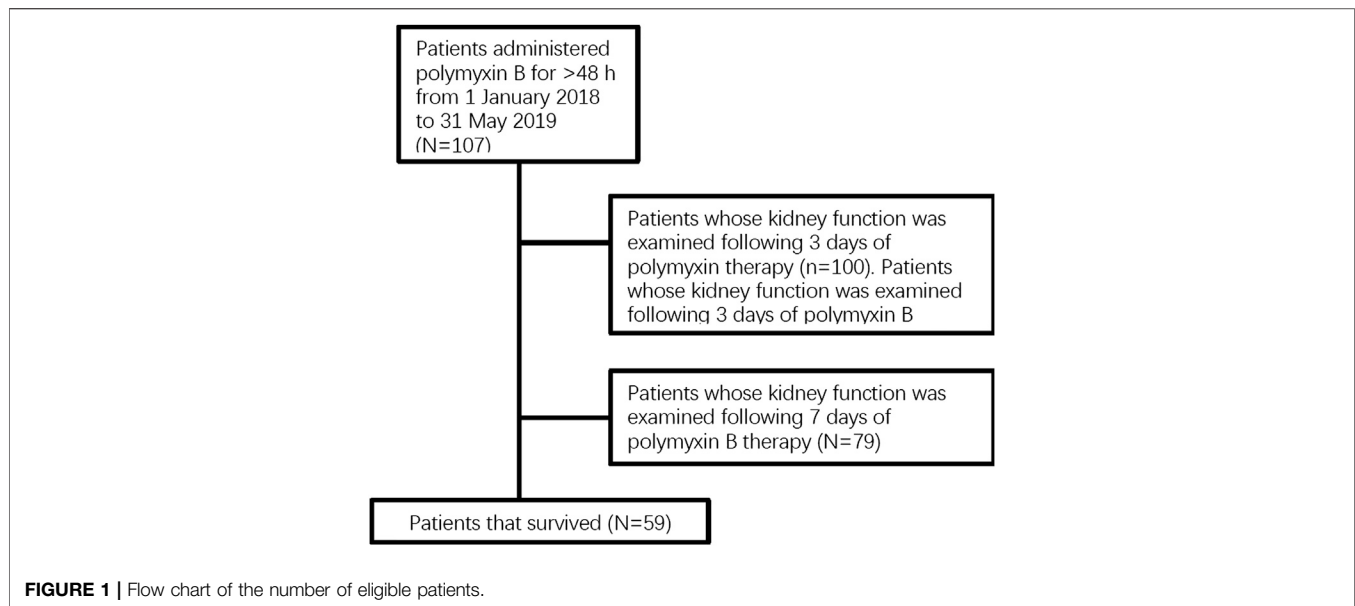 Patients administered
polymyxin B for >48 h
from 1 January 2018
to 31 May 2019
(N=107)
Patients whose kidney function was
examined following 3 days of
polymyxin therapy (n=100). Patients
whose kidney function was examined
following 3 days of polymyxin B
Patients whose kidney function was
examined following 7 days of
polymyxin B therapy (N=79)
Patients that survived (N=59)
FIGURE 1 | Flow chart of the number of eligible patients.